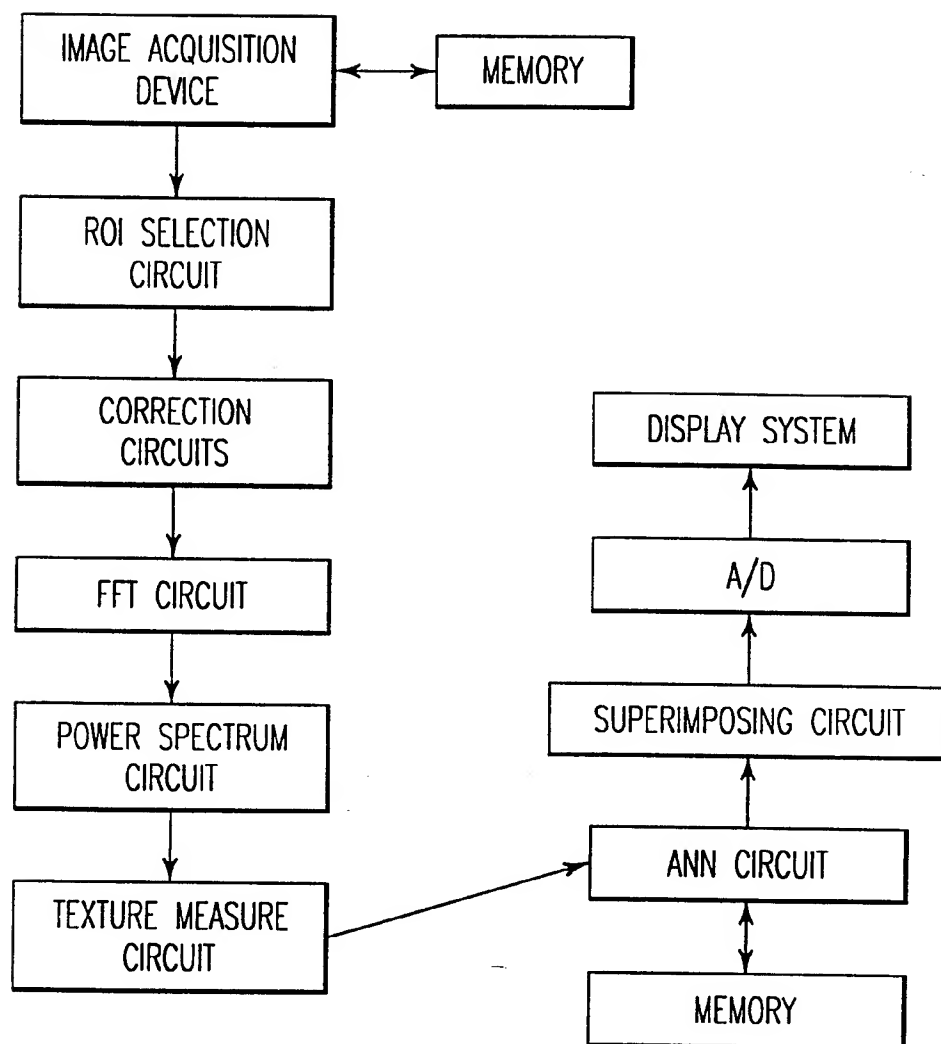 IMAGE ACQUISITION
DEVICE
MEMORY
ROI SELECTION
CIRCUIT
CORRECTION
CIRCUITS
FFT CIRCUIT
POWER SPECTRUM
CIRCUIT
TEXTURE MEASURE
CIRCUIT
DISPLAY SYSTEM
A/D
SUPERIMPOSING CIRCUIT
ANN CIRCUIT
MEMORY